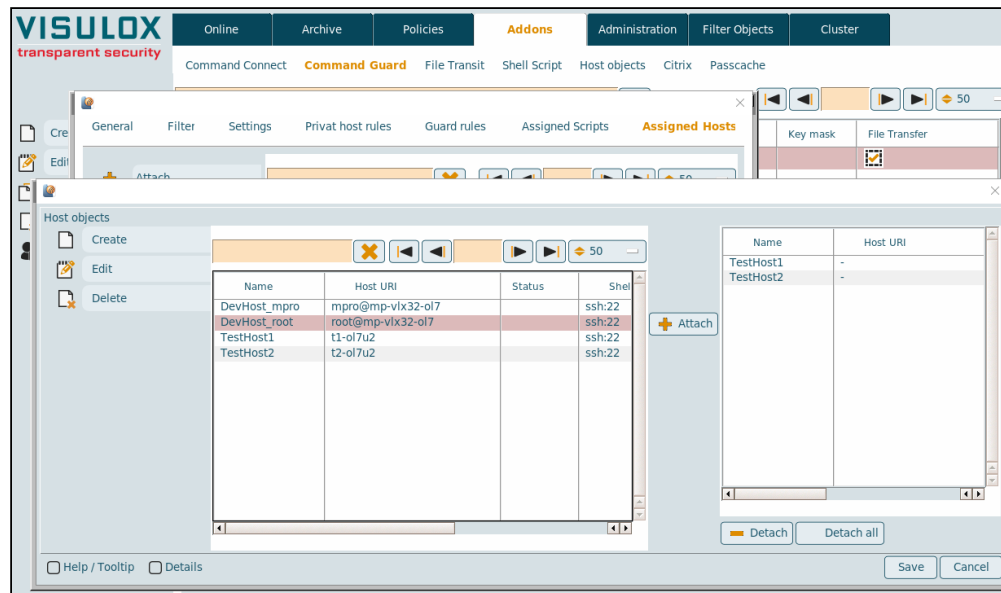 VISULOX
transparent security
Online Archive Policies Addons Administration Filter Objects Cluster
Command Connect Command Guard File Transit Shell Script Host objects Citrix Passcache
50
Cre
General Filter Settings Privat host rules Guard rules Assigned Scripts Assigned Hosts
Key mask File Transfer
Edit
Attach
50
Host objects
Create
Edit
Delete
50
Name Host URI Status Shel
DevHost_mpro mpro@mp-vlx32-ol7 ssh:22
DevHost_root root@mp-vlx32-ol7 ssh:22
TestHost1 t1-ol7u2 ssh:22
TestHost2 t2-ol7u2 ssh:22
Attach
Name Host URI
TestHost1 -
TestHost2 -
Detach Detach all
Help / Tooltip Details
Save Cancel